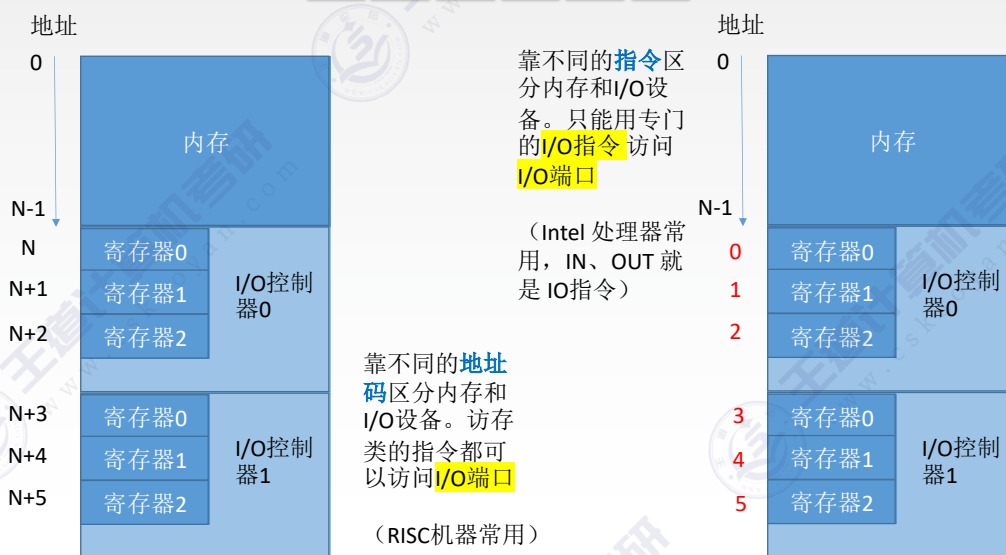 地址
0
内存
N-1
N
寄存器0
N+1
寄存器1
N+2
寄存器2
I/O控制
器0
N+3
寄存器0
N+4
寄存器1
N+5
寄存器2
I/O控制
器1
靠不同的地址
码区分内存和
I/O设备。访存
类的指令都可
以访问I/O端口
（RISC机器常用）
靠不同的指令区
分内存和I/O设
备。只能用专门
的I/O指令 访问
I/O端口
（Intel 处理器常
用，IN、OUT 就
是 IO指令）
地址
0
内存
N-1
0
寄存器0
1
寄存器1
2
寄存器2
I/O控制
器0
3
寄存器0
4
寄存器1
5
寄存器2
I/O控制
器1
王道计算机考研